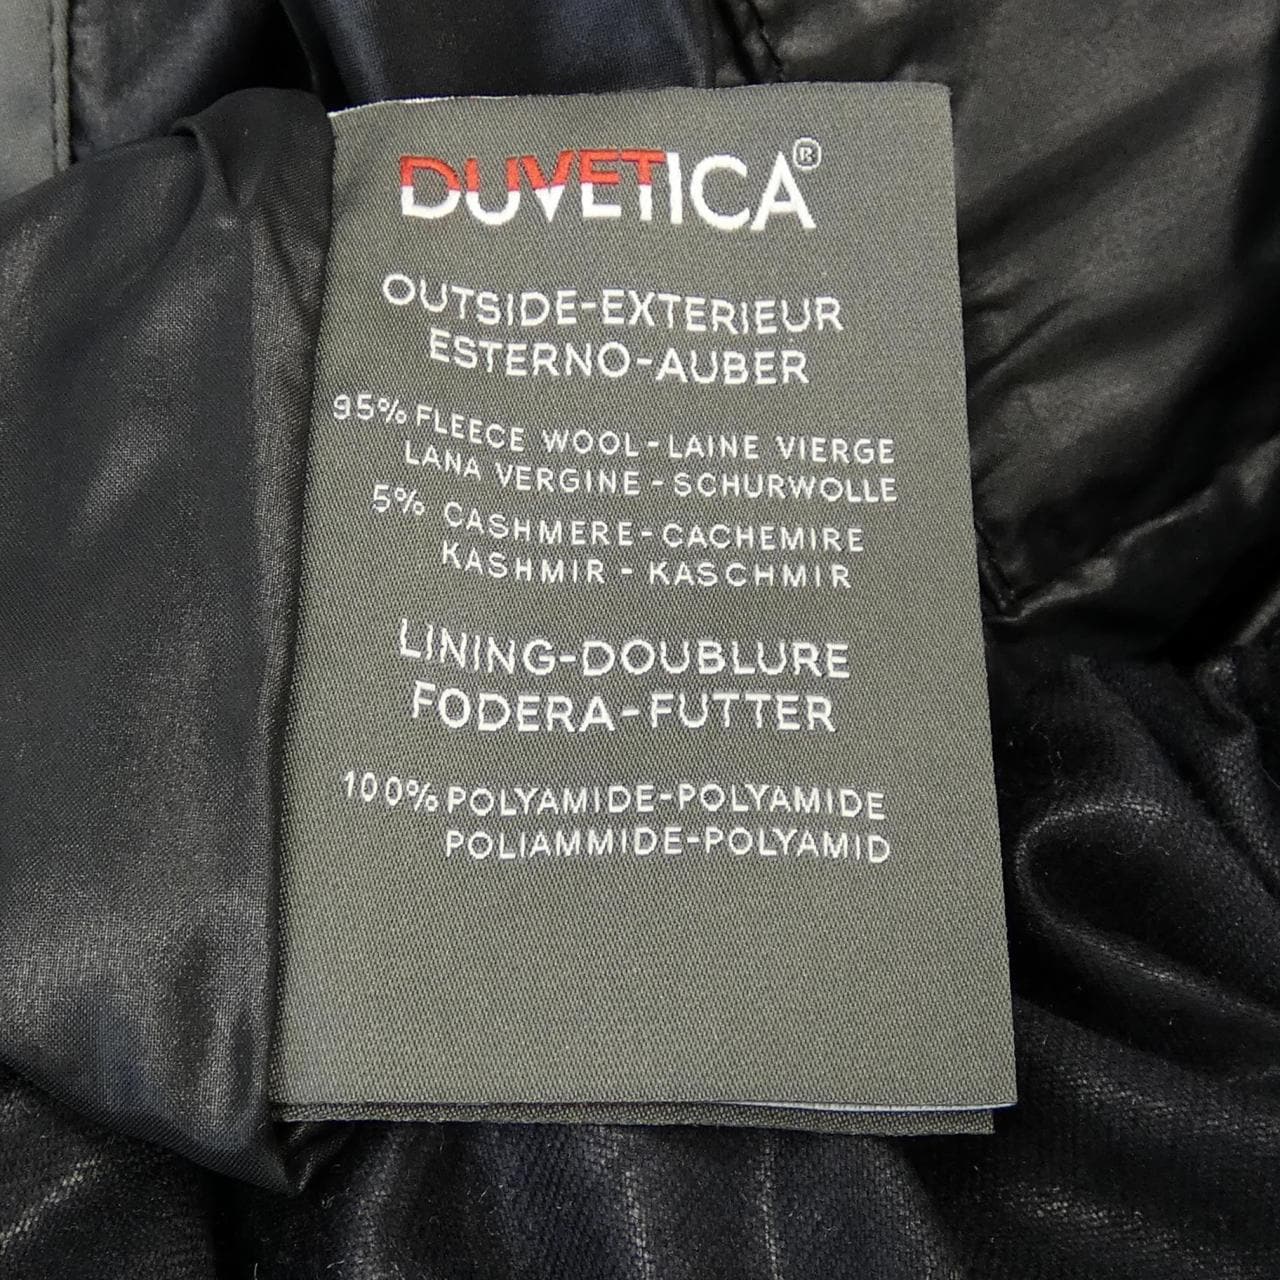 DUVETICA®
OUTSIDE-EXTERIEUR
ESTERNO-AUBER
95% FLEECE WOOL-LAINE VIERGE
LANA VERGINE-SCHURWOLLE
5% CASHMERE-CACHEMIRE
KASHMIR-KASCHMIR
LINING-DOUBLURE
FODERA-FUTTER
100% POLYAMIDE-POLYAMIDE
POLIAMMIDE-POLYAMID